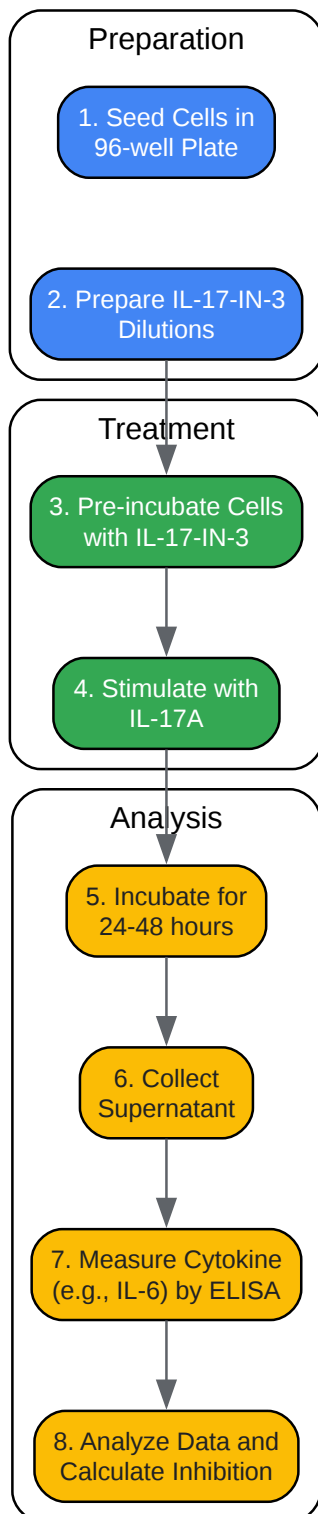 Preparation
1. Seed Cells in
96-well Plate
2. Prepare IL-17-IN-3
Dilutions
Treatment
3. Pre-incubate Cells
with IL-17-IN-3
4. Stimulate with
IL-17A
Analysis
5. Incubate for
24-48 hours
6. Collect
Supernatant
7. Measure Cytokine
(e.g., IL-6) by ELISA
8. Analyze Data and
Calculate Inhibition